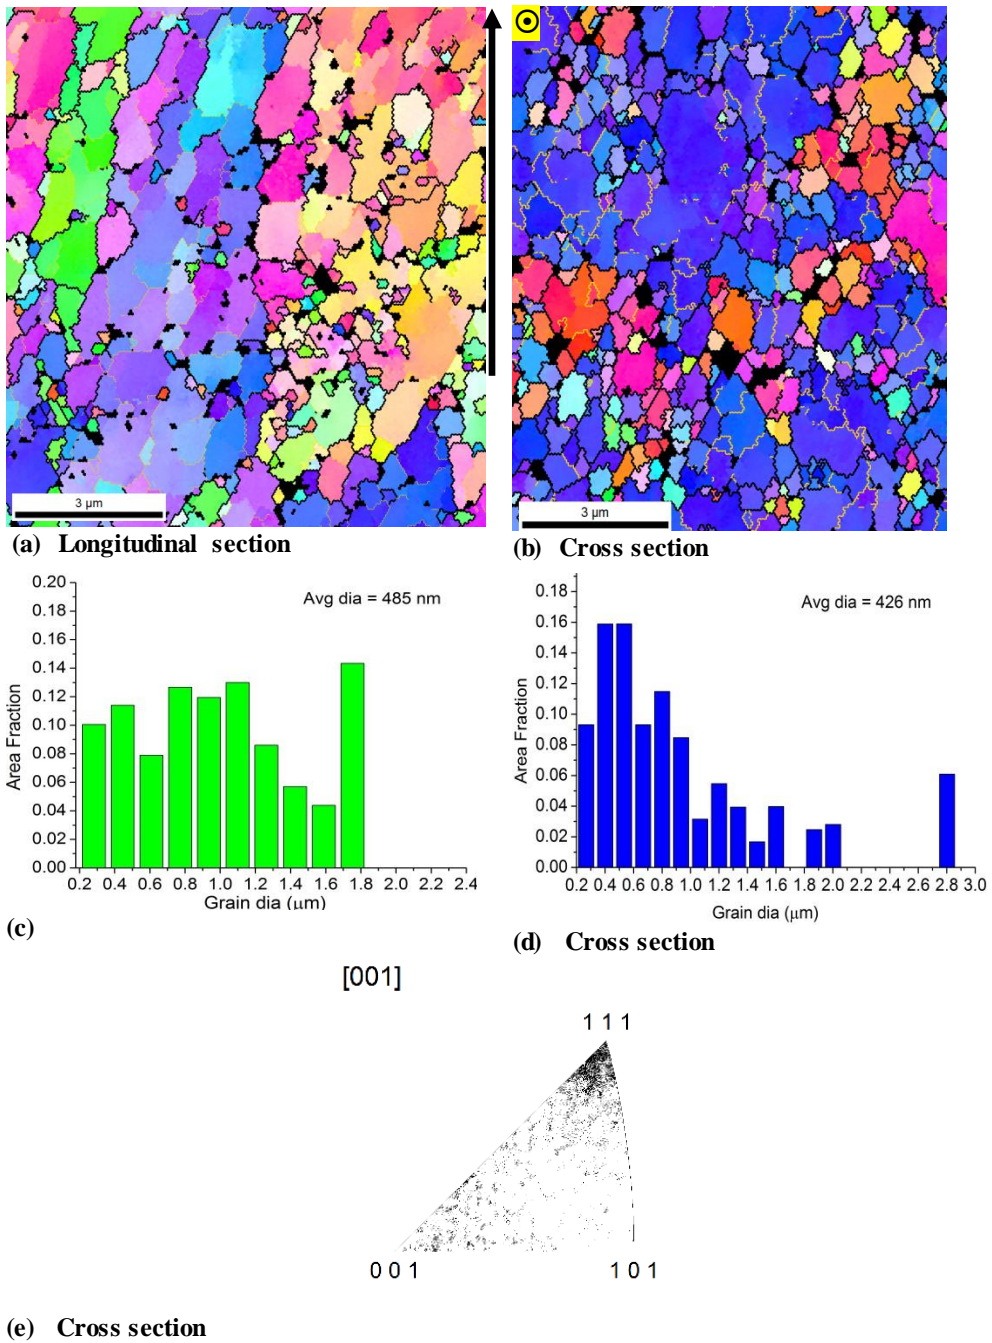 3 µm
3 µm
(a) Longitudinal section
(b) Cross section
0.20
0.18
0.16
0.14
0.12
0.10
0.08
0.06
0.04
0.02
0.00
Area Fraction
Avg dia = 485 nm
0.2 0.4 0.6 0.8 1.0 1.2 1.4 1.6 1.8 2.0 2.2 2.4
Grain dia (µm)
(c)
0.18
0.16
0.14
0.12
0.10
0.08
0.06
0.04
0.02
0.00
Area Fraction
Avg dia = 426 nm
0.2 0.4 0.6 0.8 1.0 1.2 1.4 1.6 1.8 2.0 2.2 2.4 2.6 2.8 3.0
Grain dia (µm)
(d) Cross section
[001]
1 1 1
0 0 1
1 0 1
(e) Cross section